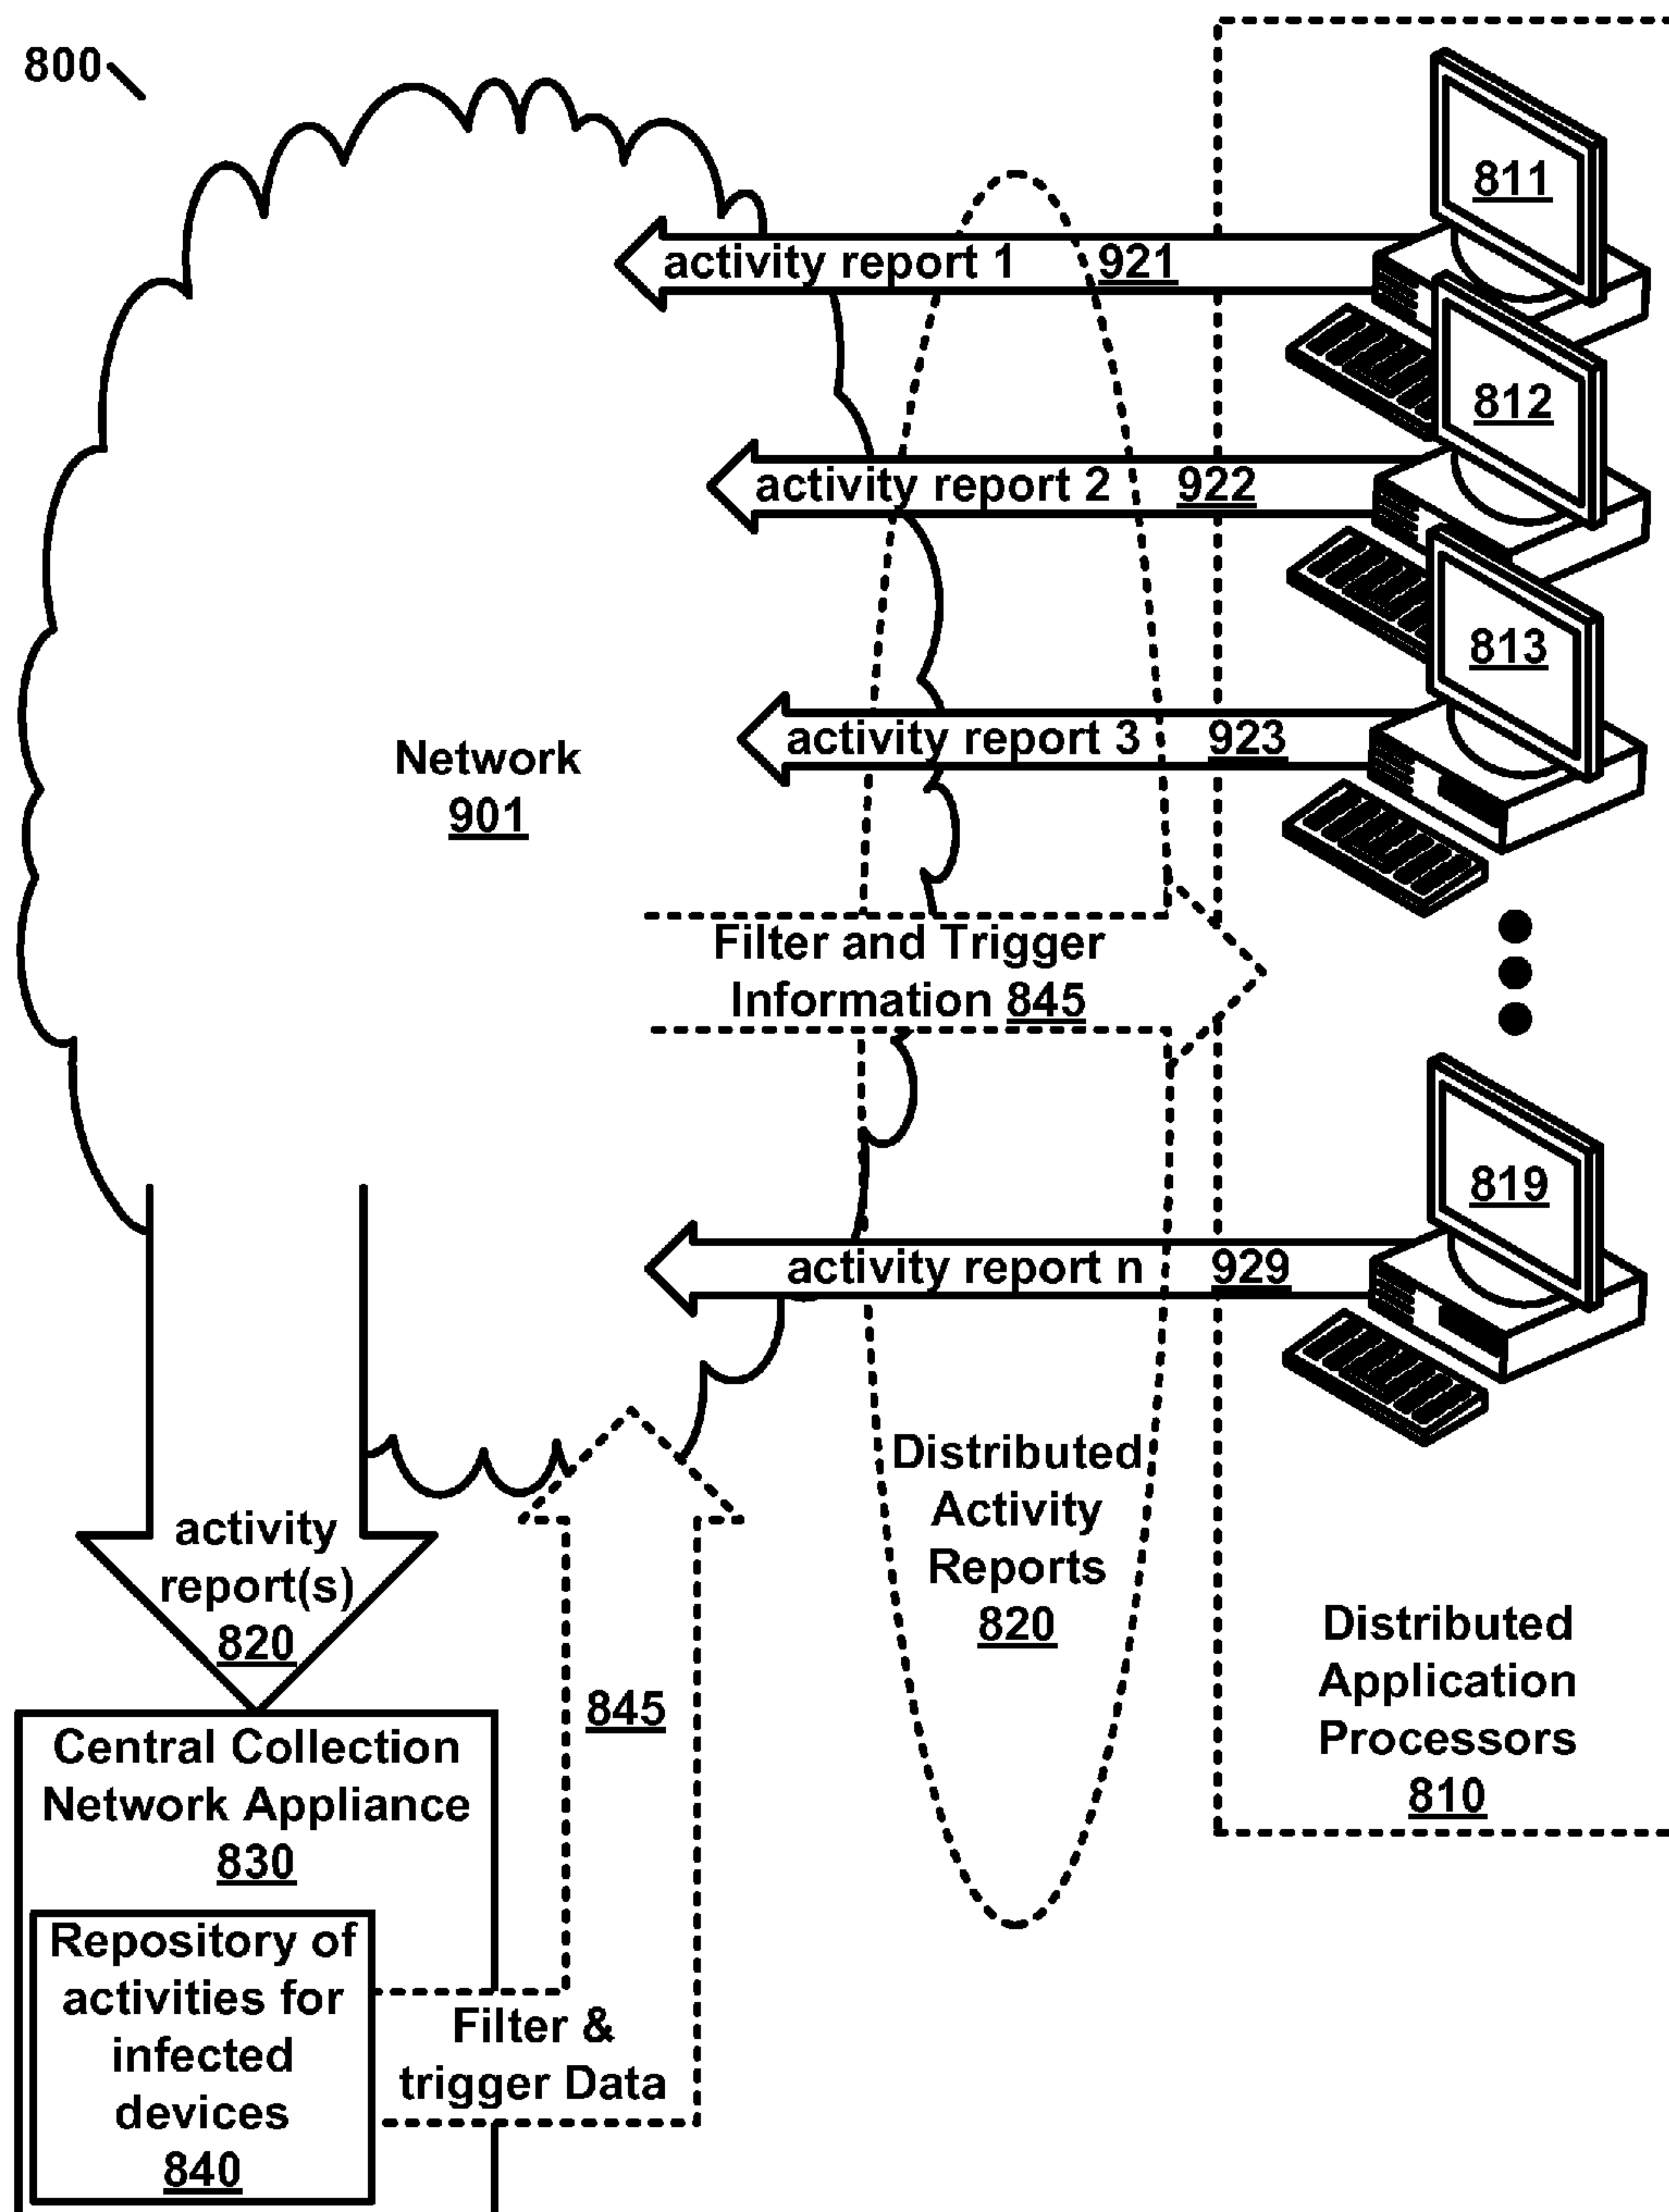 800
811
activity report 1 921
812
activity report 2 922
813
activity report 3 923
Network
901
Filter and Trigger
Information 845
819
activity report n 929
Distributed
Activity
Reports
820
activity
report(s)
820
Distributed
Application
Processors
810
845
Central Collection
Network Appliance
830
Repository of
activities for
infected
devices
840
Filter &
trigger Data